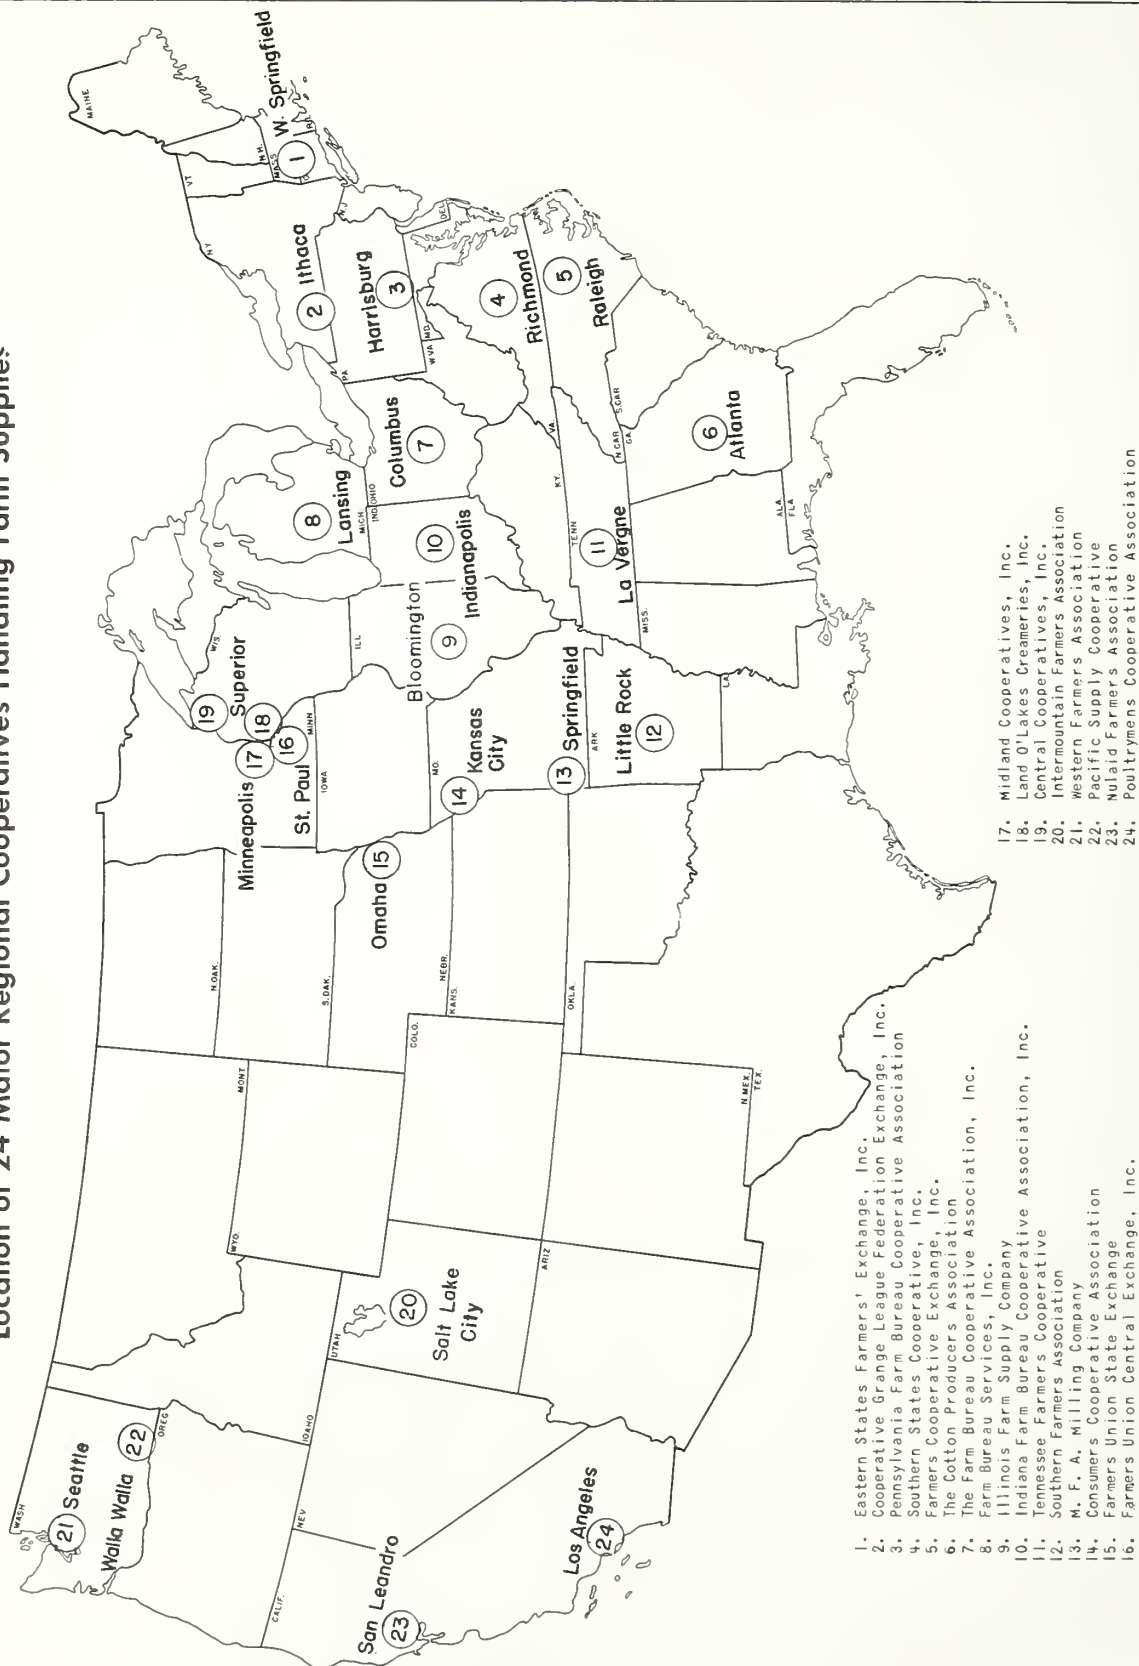 Location of 24 Major Regional Cooperatives Handling Farm Supplies
WASH
21 Seattle
Walla Walla 22
OREG
IDAHO
MONT
N.DAK.
S.DAK.
WYO.
NEV
CALIF.
UTAH
20
Salt Lake
City
San Leandro
23
Los Angeles
24
ARIZ
COLO.
NEBR.
KANS.
OKLA.
N.MEX.
TEX.
Minneapolis 17
18
19
Superior
16
St. Paul
MINN
IOWA
WIS.
Omaha 15
MO.
14 Kansas
City
13 Springfield
ARK
Little Rock
12
LA
MISS.
ILL
Bloomington
9
10
Indianapolis
8
Lansing
MICH.
IND.
OHIO
Columbus
7
KY.
TENN
11
La Vergne
ALA.
FLA
6
Atlanta
N.CAR
GA.
S.CAR
VA.
W.VA
MD.
DEL.
4
Richmond
5
Raleigh
PA
Harrisburg
3
2 Ithaca
N.Y
N.J
VT
N.H.
MASS
R.I.
MAINE
1 W. Springfield
1. Eastern States Farmers' Exchange, Inc.
2. Cooperative Grange League Federation Exchange, Inc.
3. Pennsylvania Farm Bureau Cooperative Association
4. Southern States Cooperative, Inc.
5. Farmers Cooperative Exchange, Inc.
6. The Cotton Producers Association
7. The Farm Bureau Cooperative Association, Inc.
8. Farm Bureau Services, Inc.
9. Illinois Farm Supply Company
10. Indiana Farm Bureau Cooperative Association, Inc.
11. Tennessee Farmers Cooperative
12. Southern Farmers Association
13. M. F. A. Milling Company
14. Consumers Cooperative Association
15. Farmers Union State Exchange
16. Farmers Union Central Exchange, Inc.
17. Midland Cooperatives, Inc.
18. Land O'Lakes Creameries, Inc.
19. Central Cooperatives, Inc.
20. Intermountain Farmers Association
21. Western Farmers Association
22. Pacific Supply Cooperative
23. Nulaid Farmers Association
24. Poultrymens Cooperative Association